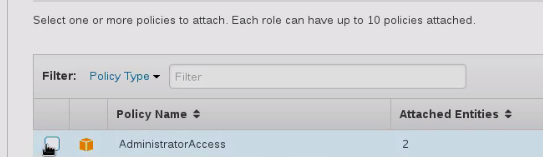 Select one or more policies to attach. Each role can have up to 10 policies attached.
Filter: Policy Type Filter
Policy Name Attached Entities
AdministratorAccess 2